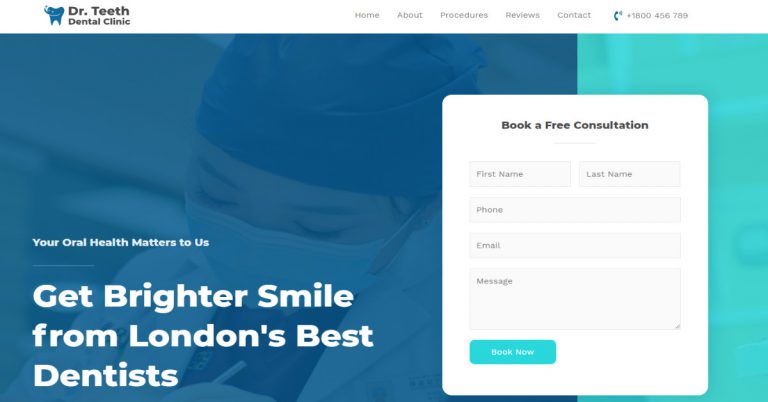 Dr. Teeth
Dental Clinic
Home About Procedures Reviews Contact +1800 456 789
Book a Free Consultation
First Name Last Name
Phone
Email
Message
Book Now
Your Oral Health Matters to Us
Get Brighter Smile
from London's Best
Dentists